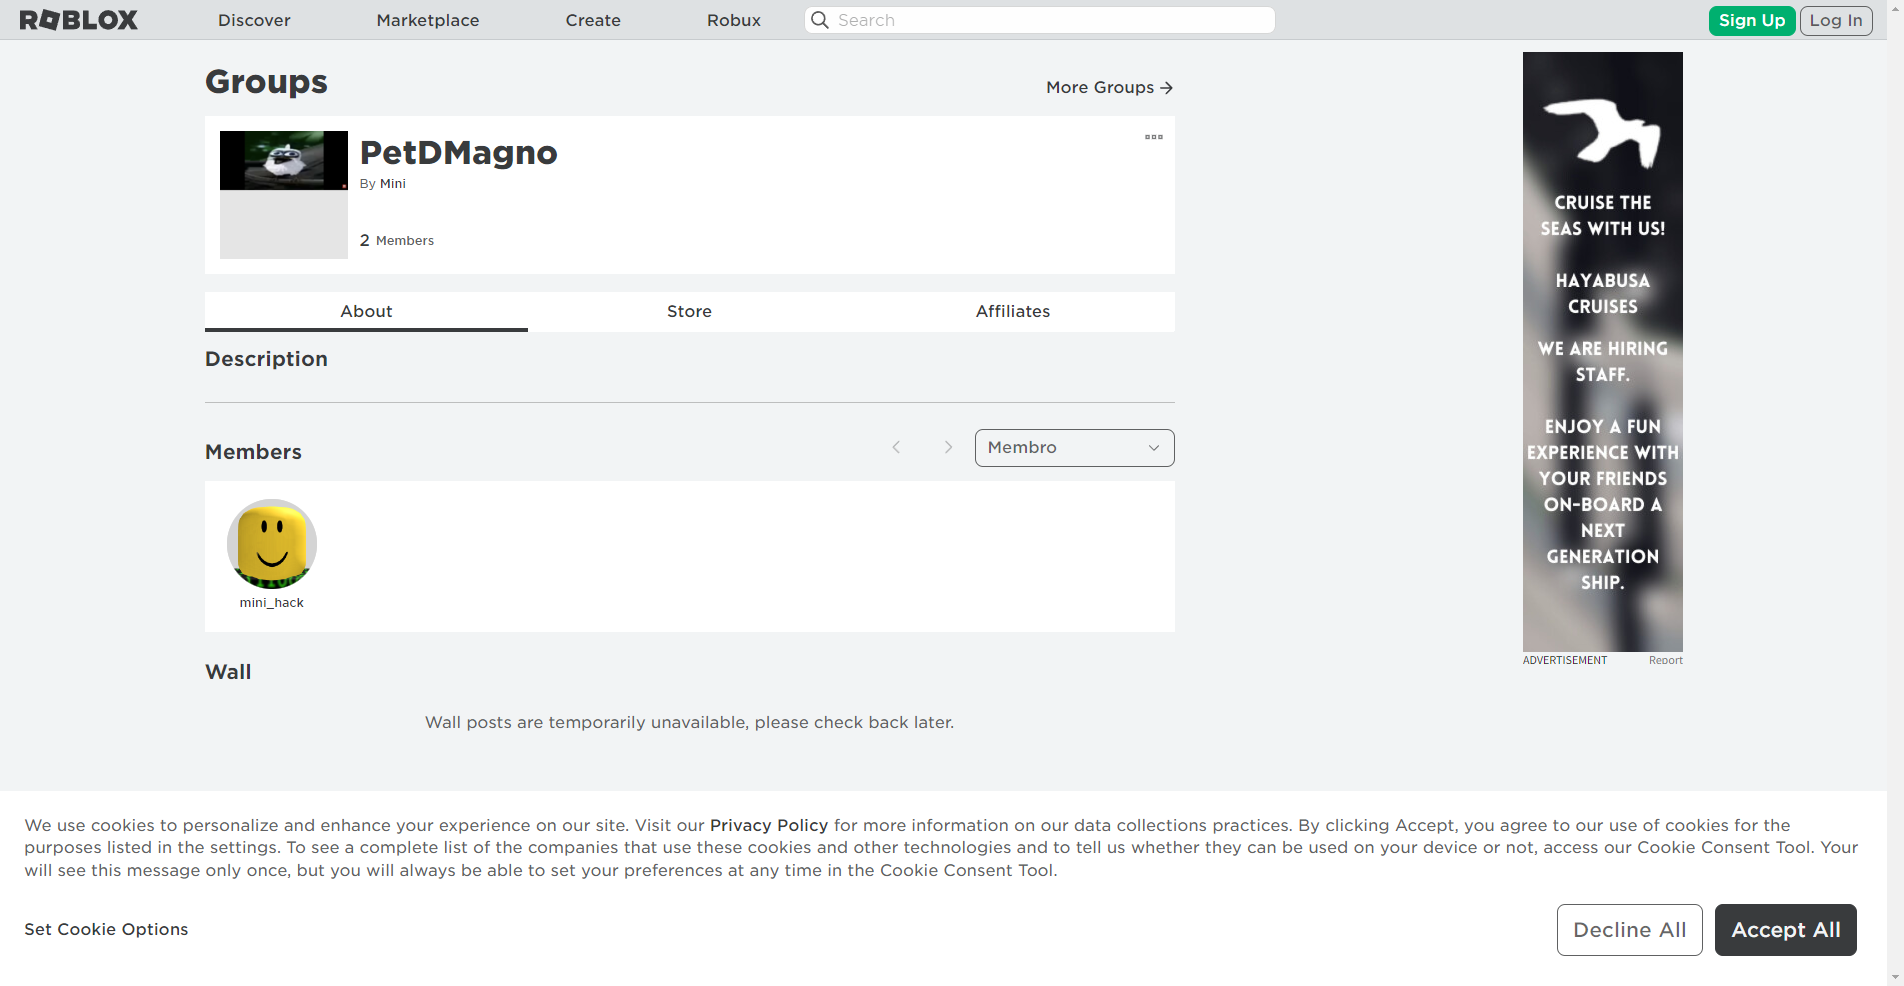 ROBLOX
Discover
Marketplace
Create
Robux
Search
Sign Up
Log In
Groups
More Groups
PetDMagno
By Mini
2 Members
About
Store
Affiliates
Description
Members
Membro
mini_hack
Wall
Wall posts are temporarily unavailable, please check back later.
CRUISE THE
SEAS WITH US!
HAYABUSA
CRUISES
WE ARE HIRING
STAFF.
ENJOY A FUN
EXPERIENCE WITH
YOUR FRIENDS
ON-BOARD A
NEXT
GENERATION
SHIP.
ADVERTISEMENT
Report
We use cookies to personalize and enhance your experience on our site. Visit our Privacy Policy for more information on our data collections practices. By clicking Accept, you agree to our use of cookies for the
purposes listed in the settings. To see a complete list of the companies that use these cookies and other technologies and to tell us whether they can be used on your device or not, access our Cookie Consent Tool. Your
will see this message only once, but you will always be able to set your preferences at any time in the Cookie Consent Tool.
Set Cookie Options
Decline All
Accept All